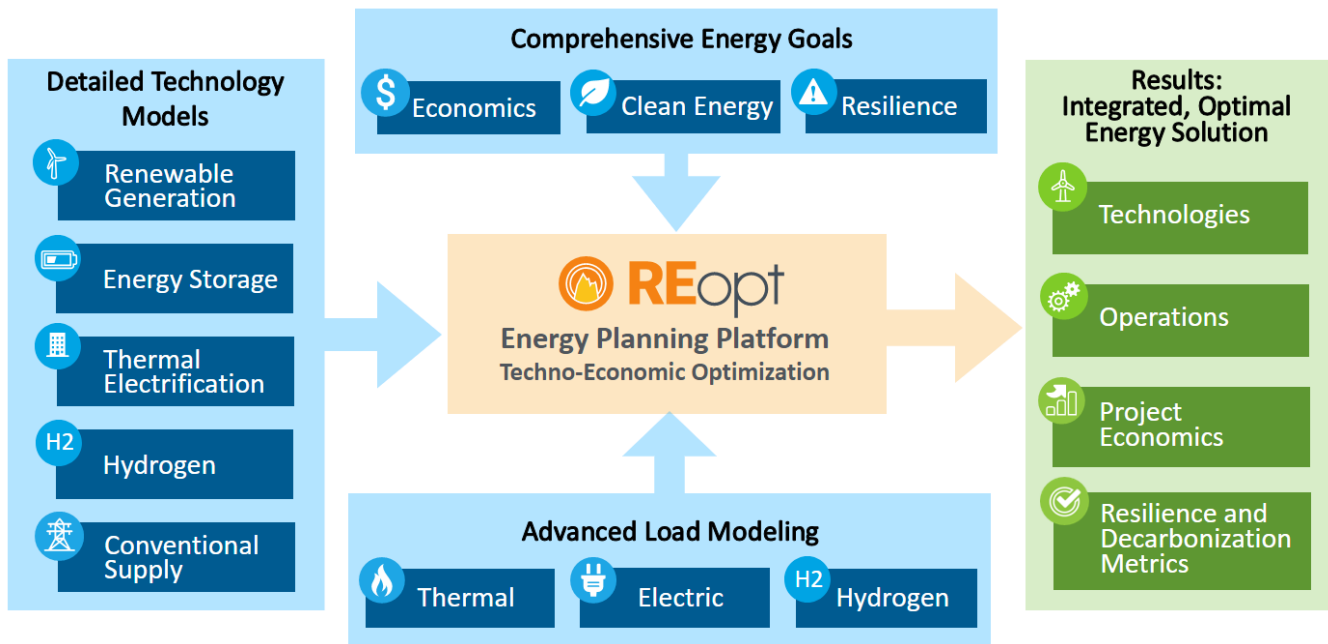 Comprehensive Energy Goals
$
Economics
Clean Energy
Resilience
Detailed Technology
Models
Renewable
Generation
Energy Storage
Thermal
Electrification
H2
Hydrogen
Conventional
Supply
REopt
Energy Planning Platform
Techno-Economic Optimization
Advanced Load Modeling
Thermal
Electric
H2
Hydrogen
Results:
Integrated, Optimal
Energy Solution
Technologies
Operations
Project
Economics
Resilience and
Decarbonization
Metrics